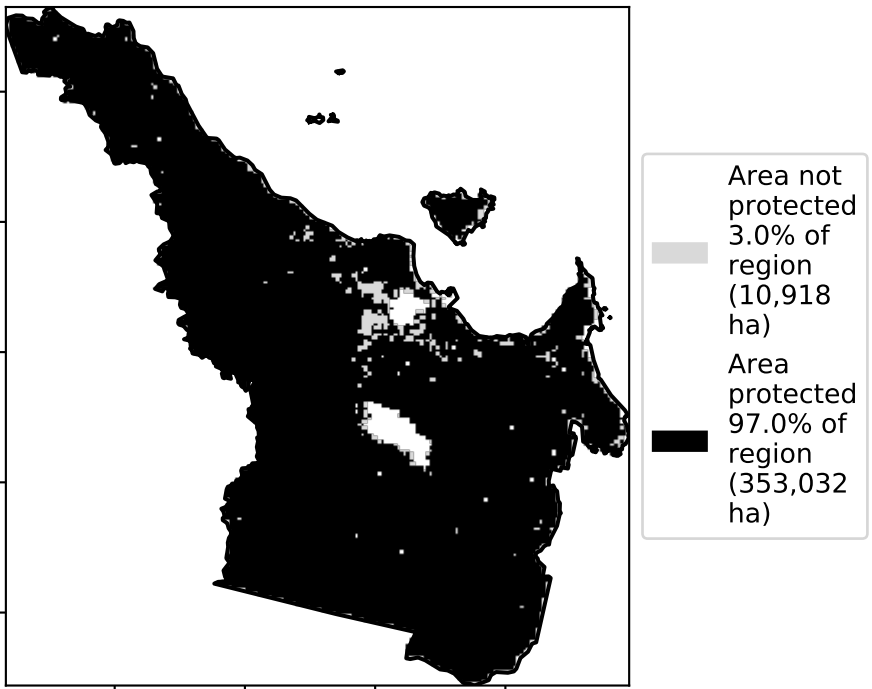 Area not
protected
3.0% of
region
(10,918
ha)
Area
protected
97.0% of
region
(353,032
ha)